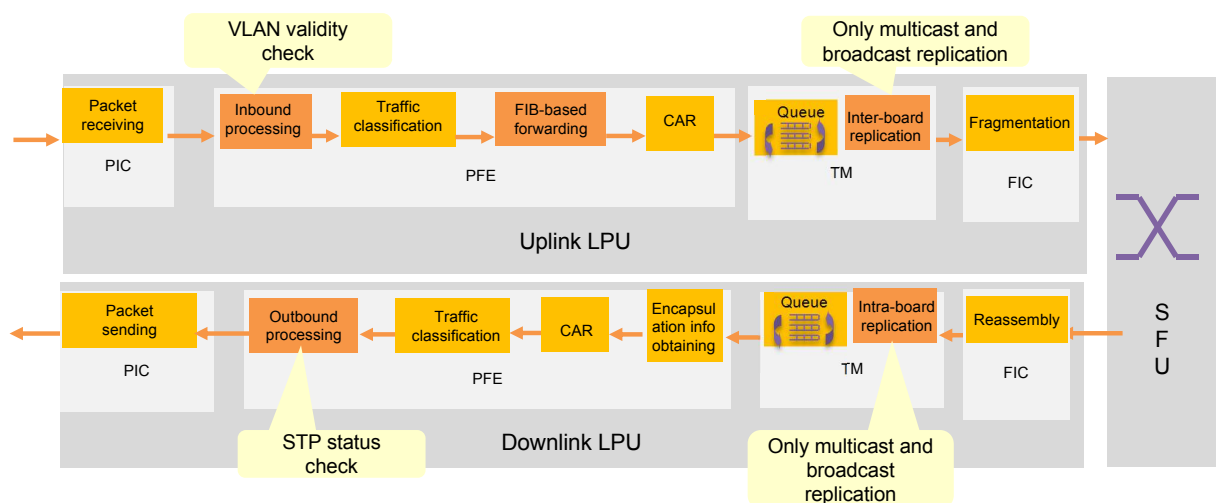 VLAN validity
check
Only multicast and
broadcast replication
Packet
receiving
PIC
Inbound
processing
Traffic
classification
FIB-based
forwarding
CAR
PFE
Queue
Inter-board
replication
TM
Fragmentation
FIC
Uplink LPU
Packet
sending
PIC
Outbound
processing
Traffic
classification
CAR
Encapsul
ation info
obtaining
PFE
Queue
Intra-board
replication
TM
Reassembly
FIC
S
F
U
STP status
check
Downlink LPU
Only multicast and
broadcast
replication